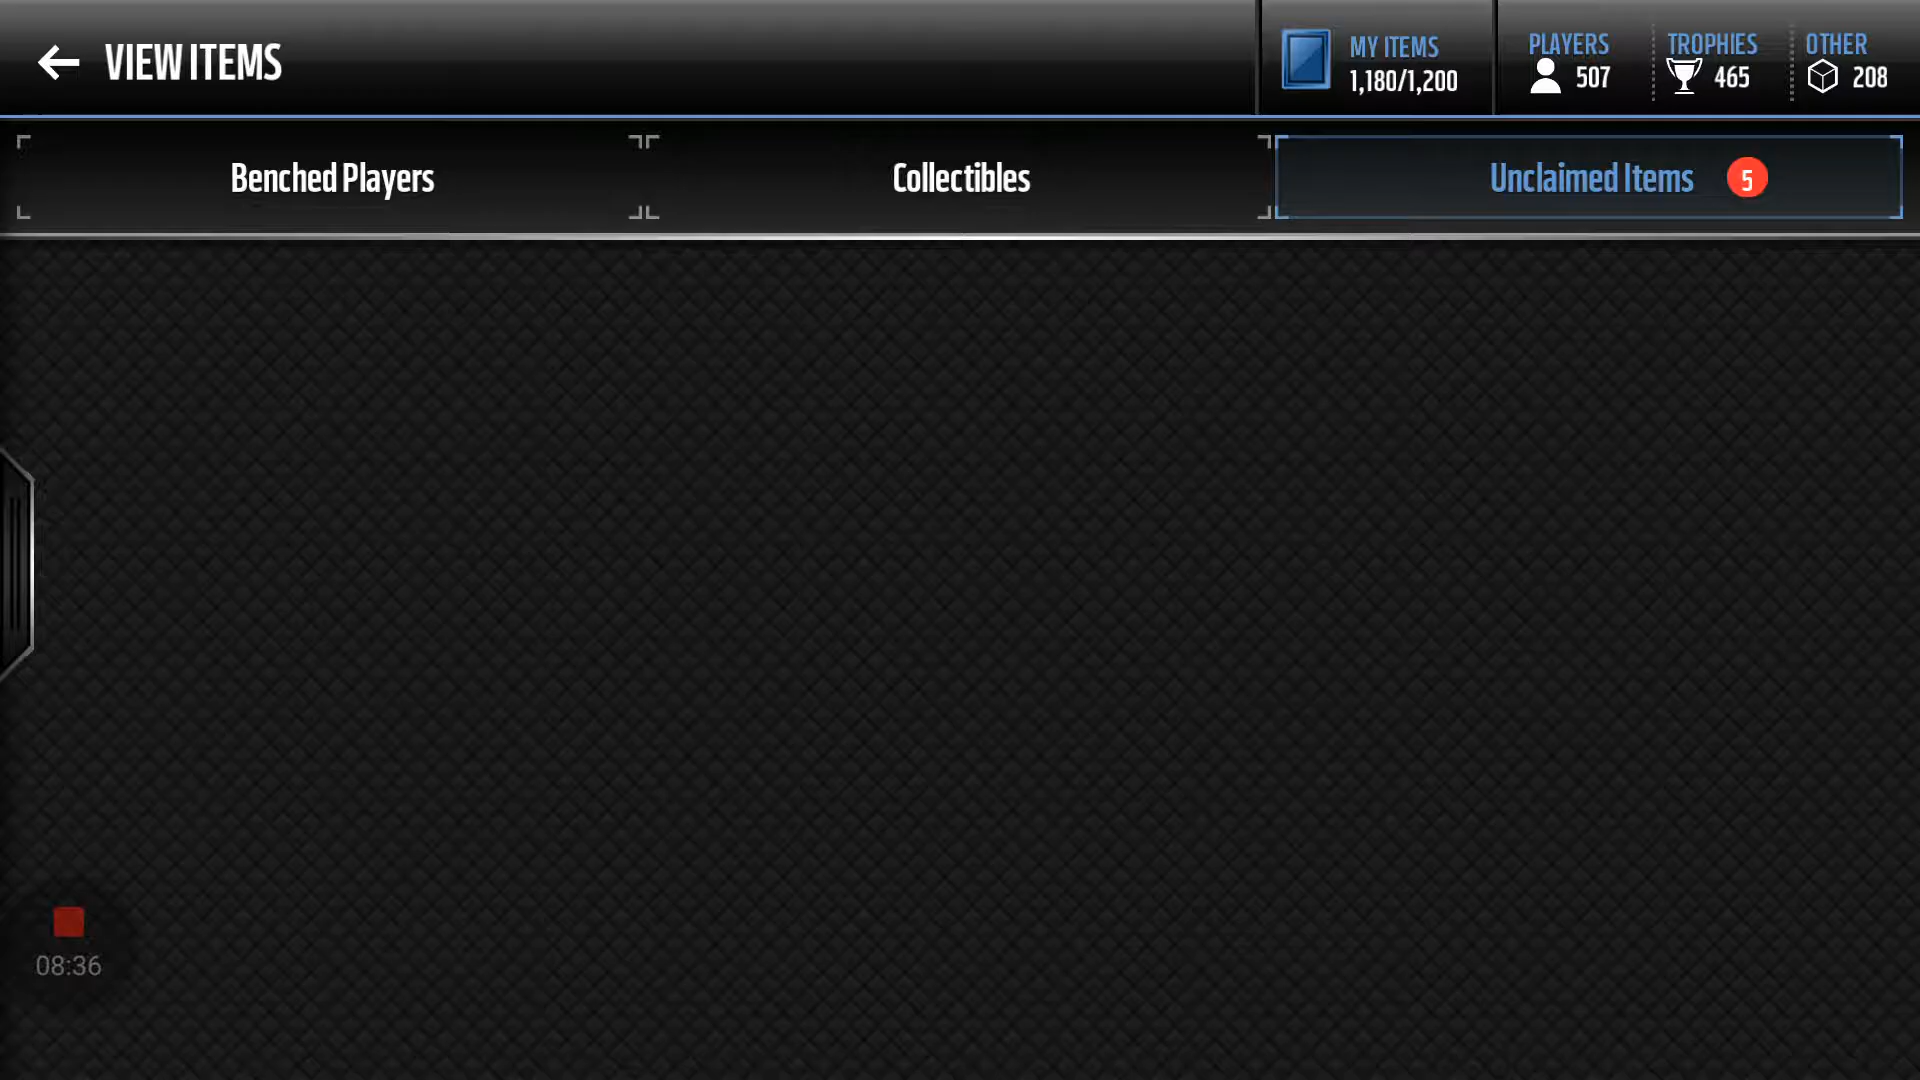 VIEW ITEMS
MY ITEMS
1,180/1,200
PLAYERS
507
TROPHIES
465
OTHER
208
Benched Players
Collectibles
Unclaimed Items
5
08:36